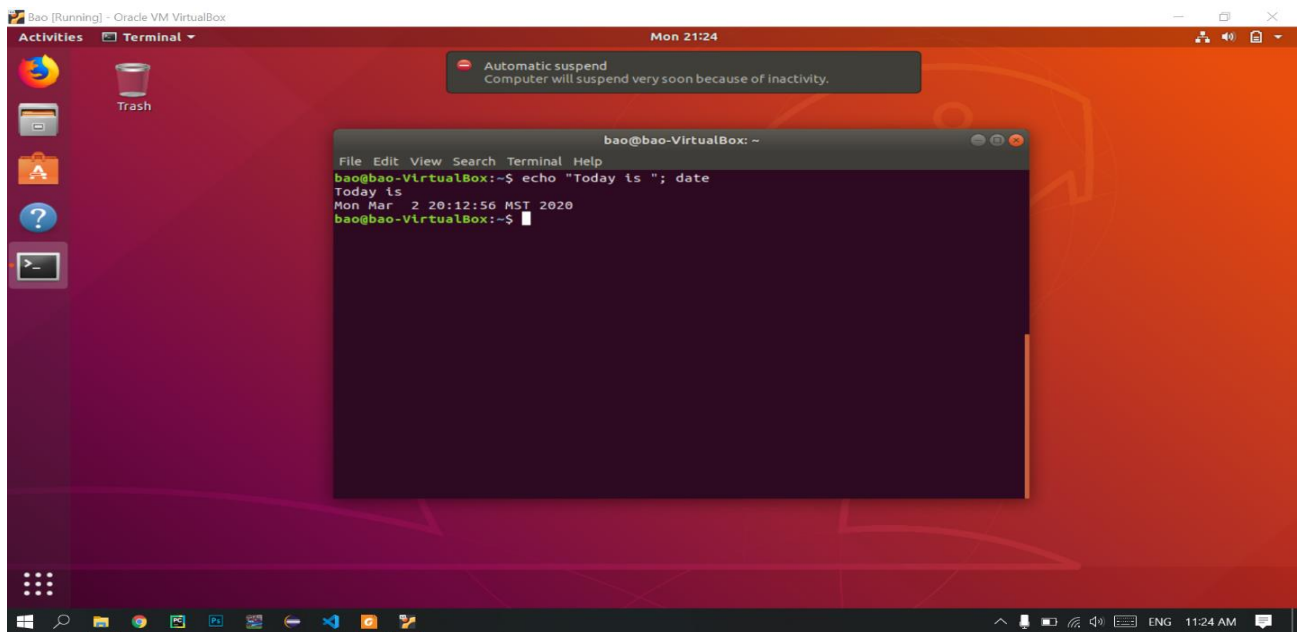 Bao [Running] - Oracle VM VirtualBox
Activities Terminal Mon 21:24
Automatic suspend
Computer will suspend very soon because of inactivity.
Trash
bao@bao-VirtualBox: ~
File Edit View Search Terminal Help
bao@bao-VirtualBox:~$ echo "Today is "; date
Today is
Mon Mar  2 20:12:56 MST 2020
bao@bao-VirtualBox:~$
ENG 11:24 AM